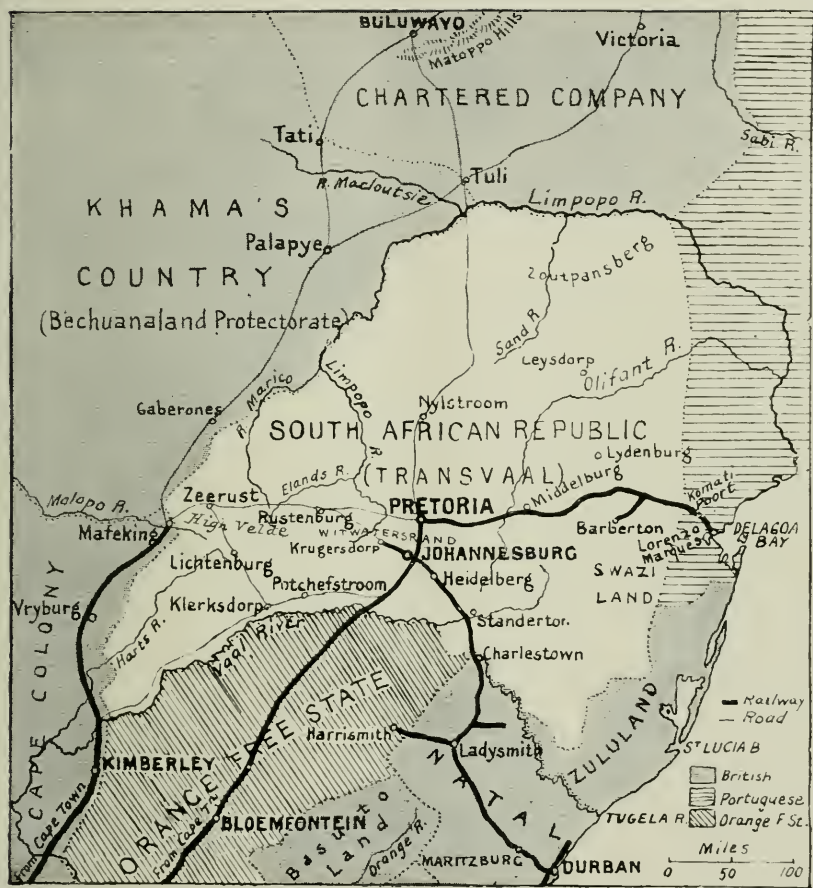 BULUWAYO
Matoppo Hills
Victoria
CHARTERED COMPANY
Tati
Sabi R.
R. Macloutsie
Tuli
Limpopo R.
KHAMA'S
COUNTRY
(Bechuanaland Protectorate)
Palapye
Zoutpansberg
Sand R
Leysdorp
Olifant R.
R. Marico
Limpopo R.
Gaberones
Nylstroom
SOUTH AFRICAN REPUBLIC
(TRANSVAAL)
Lydenburg
Elands R.
Malopo R.
Zeerust
Rustenburg
PRETORIA
Middelburg
Komati
Poort
Mafeking
High Velde
WITWATERSRAND
Krugersdorp
JOHANNESBURG
Barberton
Lorenzo
Marques
DELAGOA
BAY
Lichtenburg
Heidelberg
SWAZI
LAND
Potchefstroom
Klerksdorp
Vryburg
Harts R.
Vaal River
Standerton.
Charlestown
CAPE COLONY
ORANGE FREE STATE
Harrismith
Ladysmith
NATAL
ZULULAND
Railway
Road
ST LUCIA B
British
Portuguese
Orange F St.
KIMBERLEY
From Cape Town
From Cape Tn
BLOEMFONTEIN
Basuto
Land
Orange R.
TUGELA R.
MARITZBURG
DURBAN
Miles
0 50 100